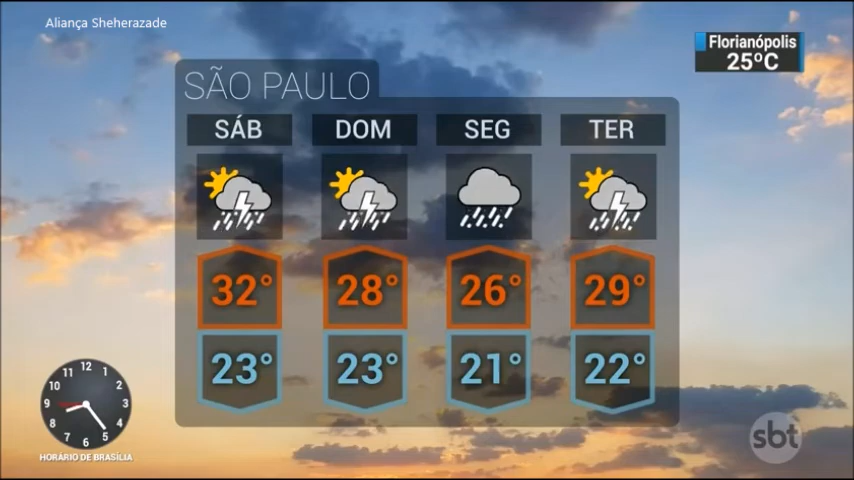 Aliança Sheherazade
Florianópolis
25ºC
SÃO PAULO
SÁB DOM SEG TER
32° 28° 26° 29°
23° 23° 21° 22°
12
11 1
10 2
9 3
8 4
7 5
6
HORÁRIO DE BRASÍLIA
sbt